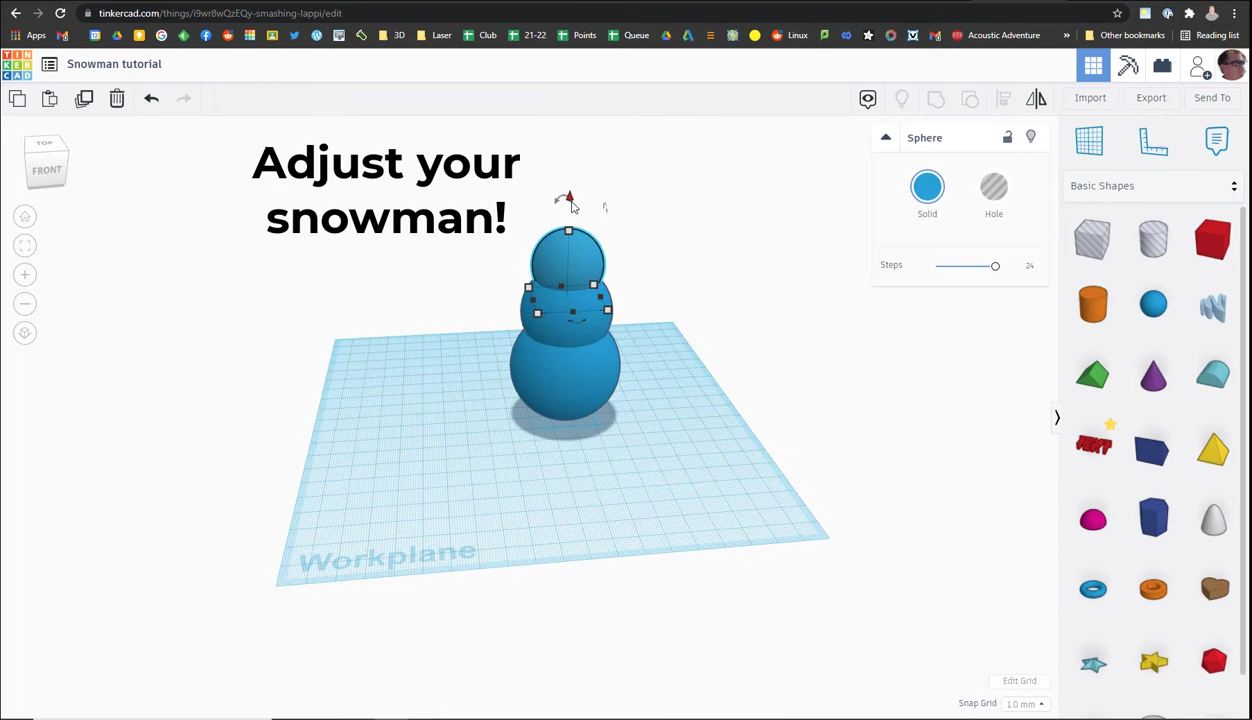 tinkercad.com/things/i9wr8wQzEQy-smashing-lappi/edit
Apps
3D
Laser
Club
21-22
Points
Queue
Linux
Acoustic Adventure
»
Other bookmarks
Reading list
TIN
KER
CAD
Snowman tutorial
Import
Export
Send To
TOP
FRONT
Adjust your
snowman!
Sphere
Solid
Hole
Steps
24
Basic Shapes
TEXT
Workplane
Edit Grid
Snap Grid
1.0 mm